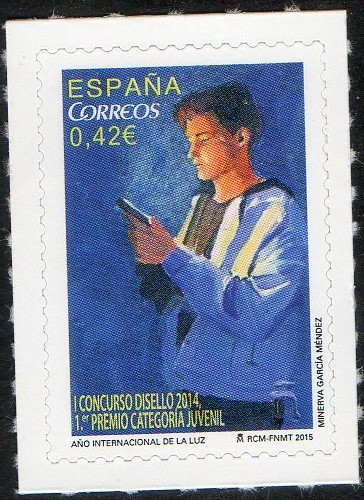 ESPAÑA
CORREOS
0,42€
I CONCURSO DISELLO 2014,
1.er PREMIO CATEGORÍA JUVENIL
AÑO INTERNACIONAL DE LA LUZ
RCM-FNMT 2015
MINERVA GARCÍA MÉNDEZ